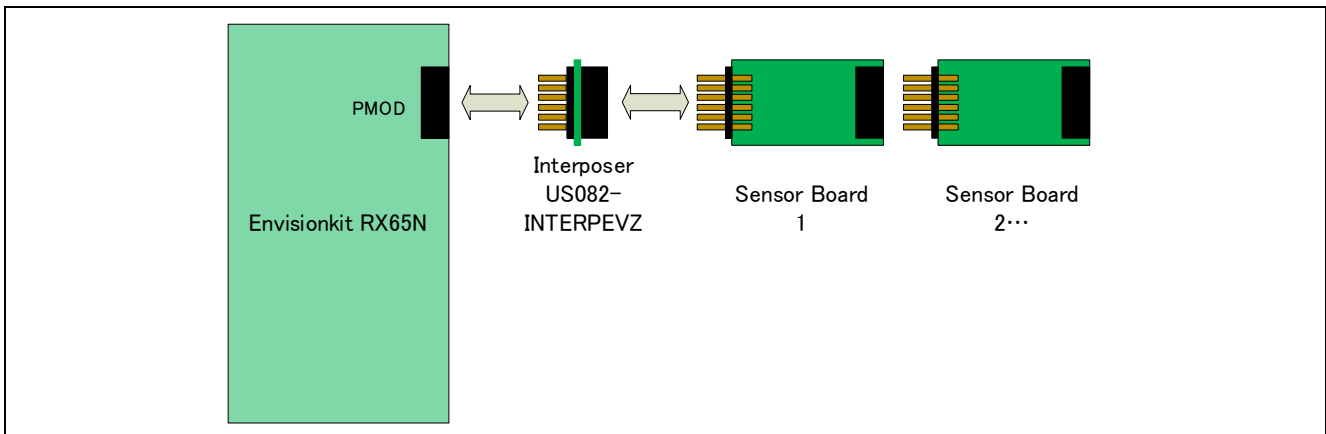 PMOD
Envisionkit RX65N
Interposer
US082-
INTERPEVZ
Sensor Board
1
Sensor Board
2···